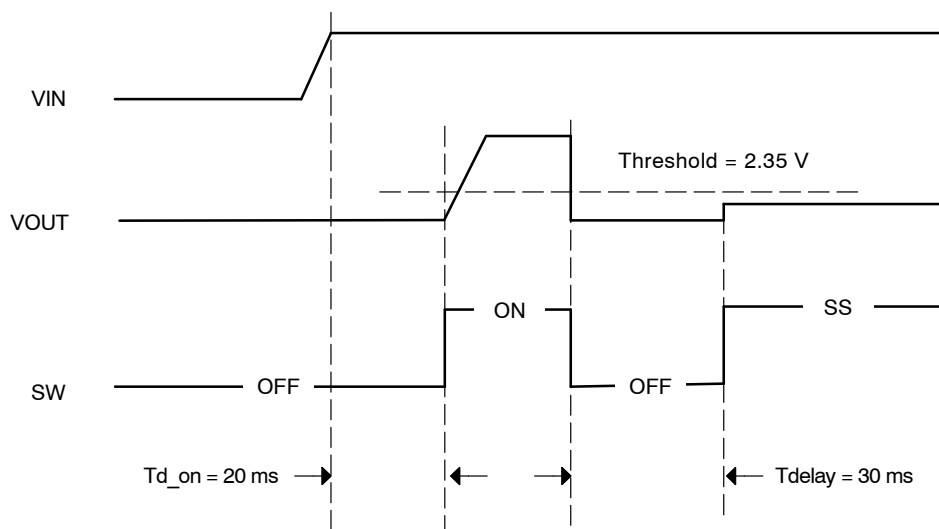 VIN
Threshold = 2.35 V
VOUT
ON
SS
SW
OFF
OFF
Td_on = 20 ms
Tdelay = 30 ms